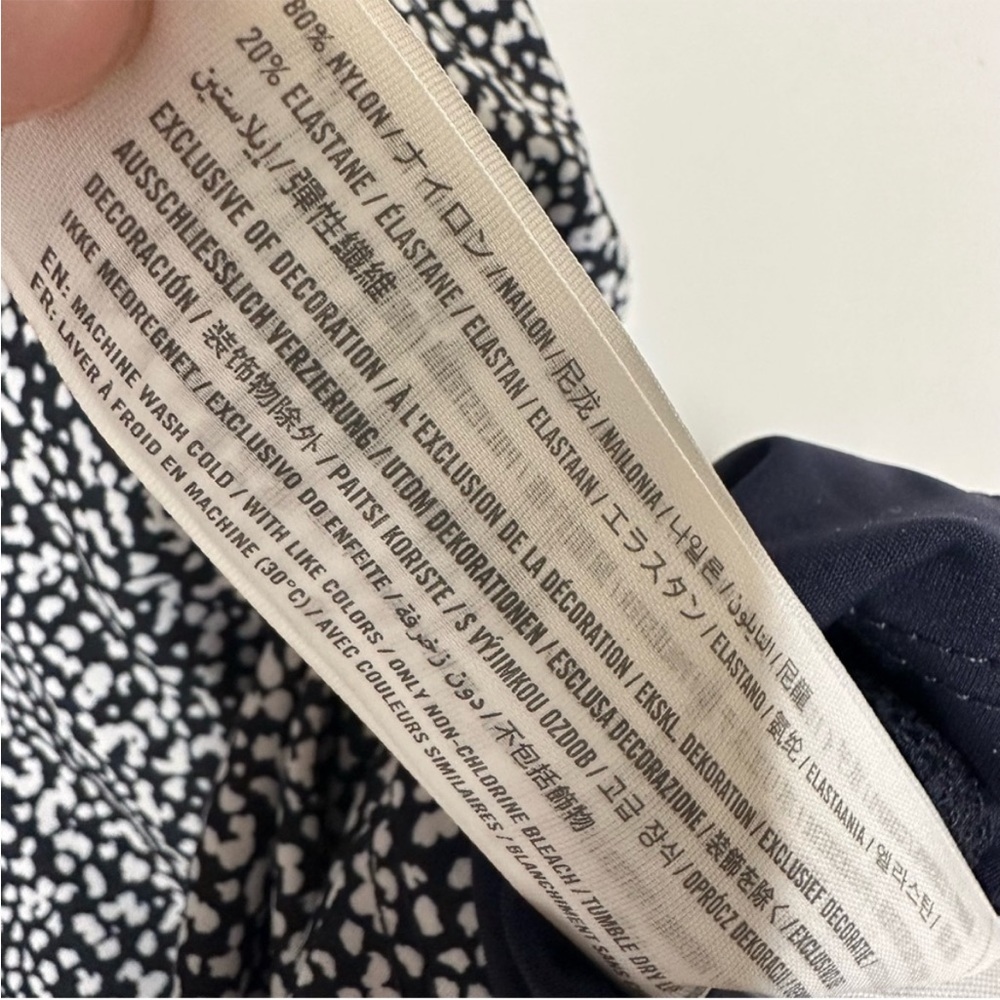 80% NYLON / ナイロン / NAILON / 尼龙 / NAILONIA / 나일론 / النايلون / 尼龍
20% ELASTANE / ÉLASTANE / ELASTAN / ELASTAAN / エラスタン / ELASTANO / 氨纶 / ELASTAANIA / 엘라스탄 /
إيلاستين / 彈性纖維
EXCLUSIVE OF DECORATION / À L'EXCLUSION DE LA DÉCORATION / EKSKL. DEKORATION / EXCLUSIEF DECORATIE /
AUSSCHLIESSLICH VERZIERUNG / UTOM DEKORATIONEN / ESCLUSA DECORAZIONE / 装飾を除く /
DECORACIÓN / 装饰物除外 / PAITSI KORISTE / S VÝJIMKOU OZDOB / 고급 장식 / OPRÓCZ DEKORACJI /
IKKE MEDREGNET / EXCLUSIVO DO ENFEITE / دون زخرفة / 不包括飾物
EN: MACHINE WASH COLD / WITH LIKE COLORS / ONLY NON-CHLORINE BLEACH / TUMBLE DRY
FR: LAVER À FROID EN MACHINE (30°C) / AVEC COULEURS SIMILAIRES / BLANCHIMENT SANS